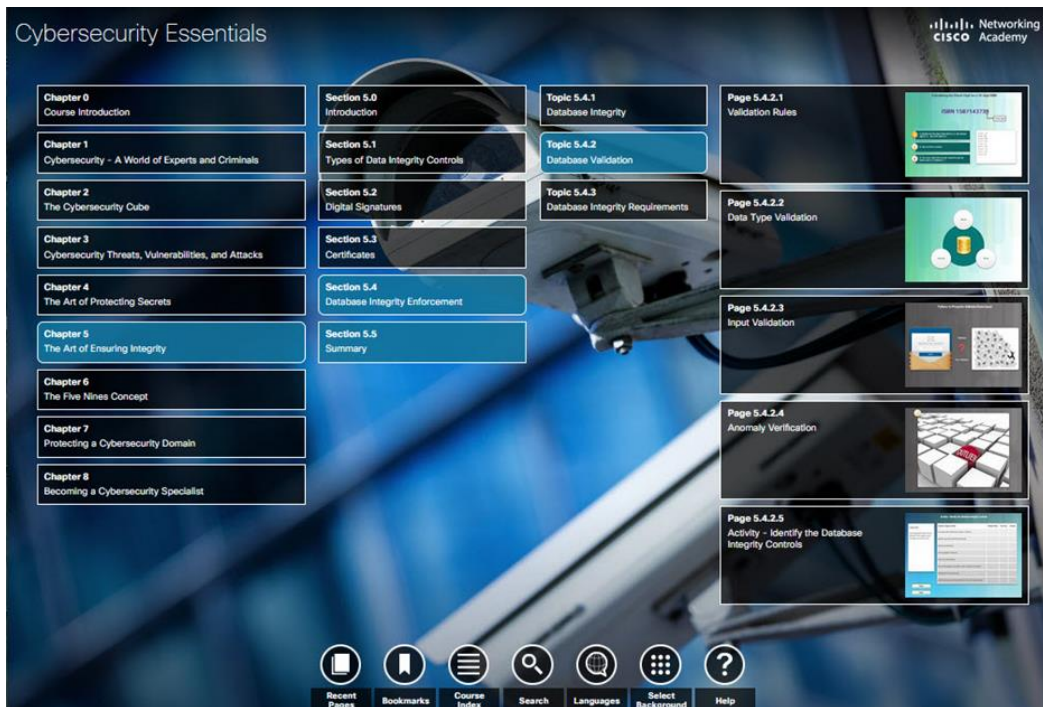 Cybersecurity Essentials
Networking
CISCO Academy
Chapter 0
Course Introduction
Chapter 1
Cybersecurity - A World of Experts and Criminals
Chapter 2
The Cybersecurity Cube
Chapter 3
Cybersecurity Threats, Vulnerabilities, and Attacks
Chapter 4
The Art of Protecting Secrets
Chapter 5
The Art of Ensuring Integrity
Chapter 6
The Five Nines Concept
Chapter 7
Protecting a Cybersecurity Domain
Chapter 8
Becoming a Cybersecurity Specialist
Section 5.0
Introduction
Section 5.1
Types of Data Integrity Controls
Section 5.2
Digital Signatures
Section 5.3
Certificates
Section 5.4
Database Integrity Enforcement
Section 5.5
Summary
Topic 5.4.1
Database Integrity
Topic 5.4.2
Database Validation
Topic 5.4.3
Database Integrity Requirements
Page 5.4.2.1
Validation Rules
Page 5.4.2.2
Data Type Validation
Page 5.4.2.3
Input Validation
Page 5.4.2.4
Anomaly Verification
Page 5.4.2.5
Activity - Identify the Database
Integrity Controls
Recent
Pages
Bookmarks
Course
Index
Search
Languages
Select
Background
Help